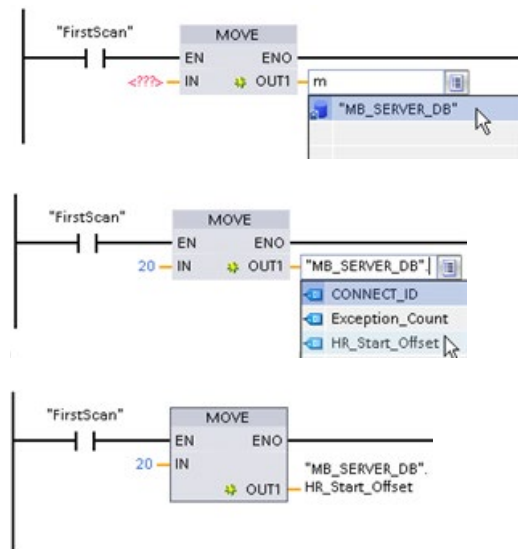 "FirstScan"
MOVE
EN ENO
<???> IN OUT1 m
"MB_SERVER_DB"
"FirstScan"
MOVE
EN ENO
20 IN OUT1 "MB_SERVER_DB".
CONNECT_ID
Exception_Count
HR_Start_Offset
"FirstScan"
MOVE
EN ENO
20 IN
"MB_SERVER_DB".
OUT1 HR_Start_Offset